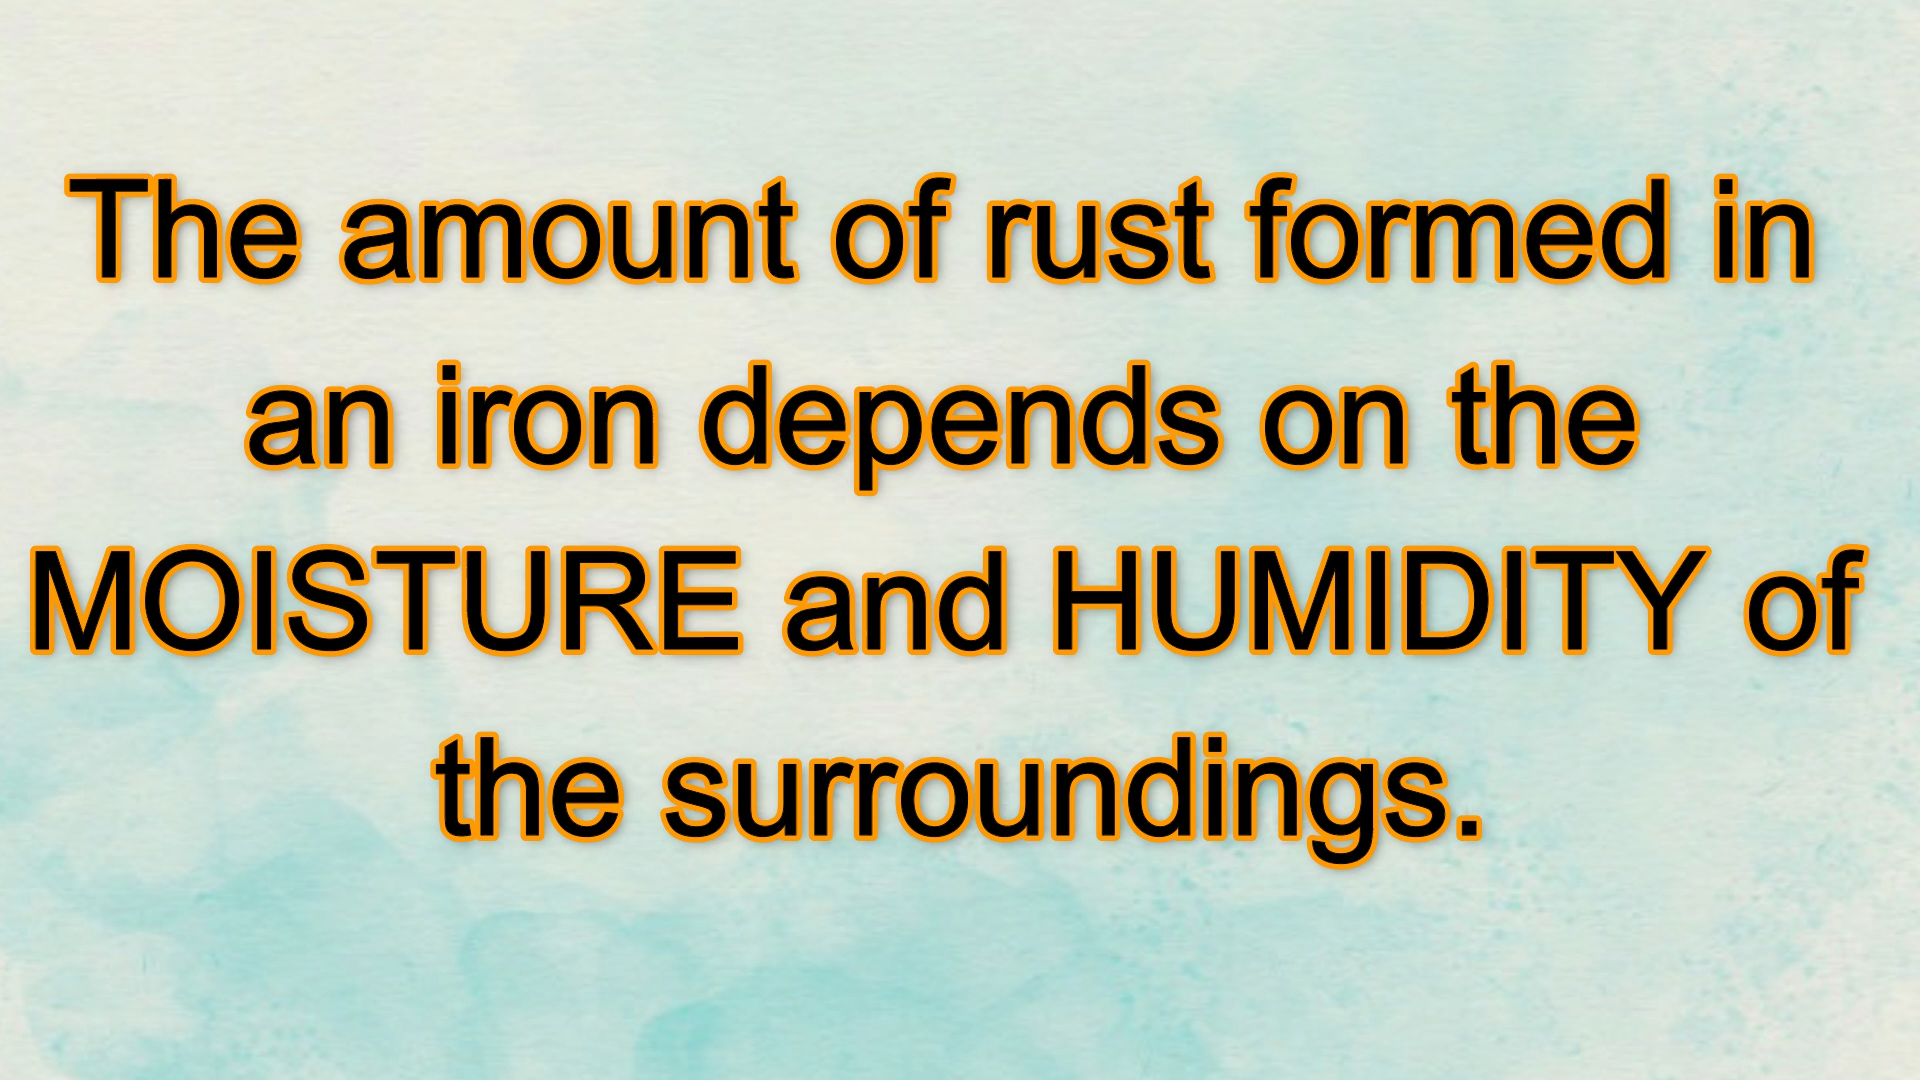 The amount of rust formed in
an iron depends on the
MOISTURE and HUMIDITY of
the surroundings.